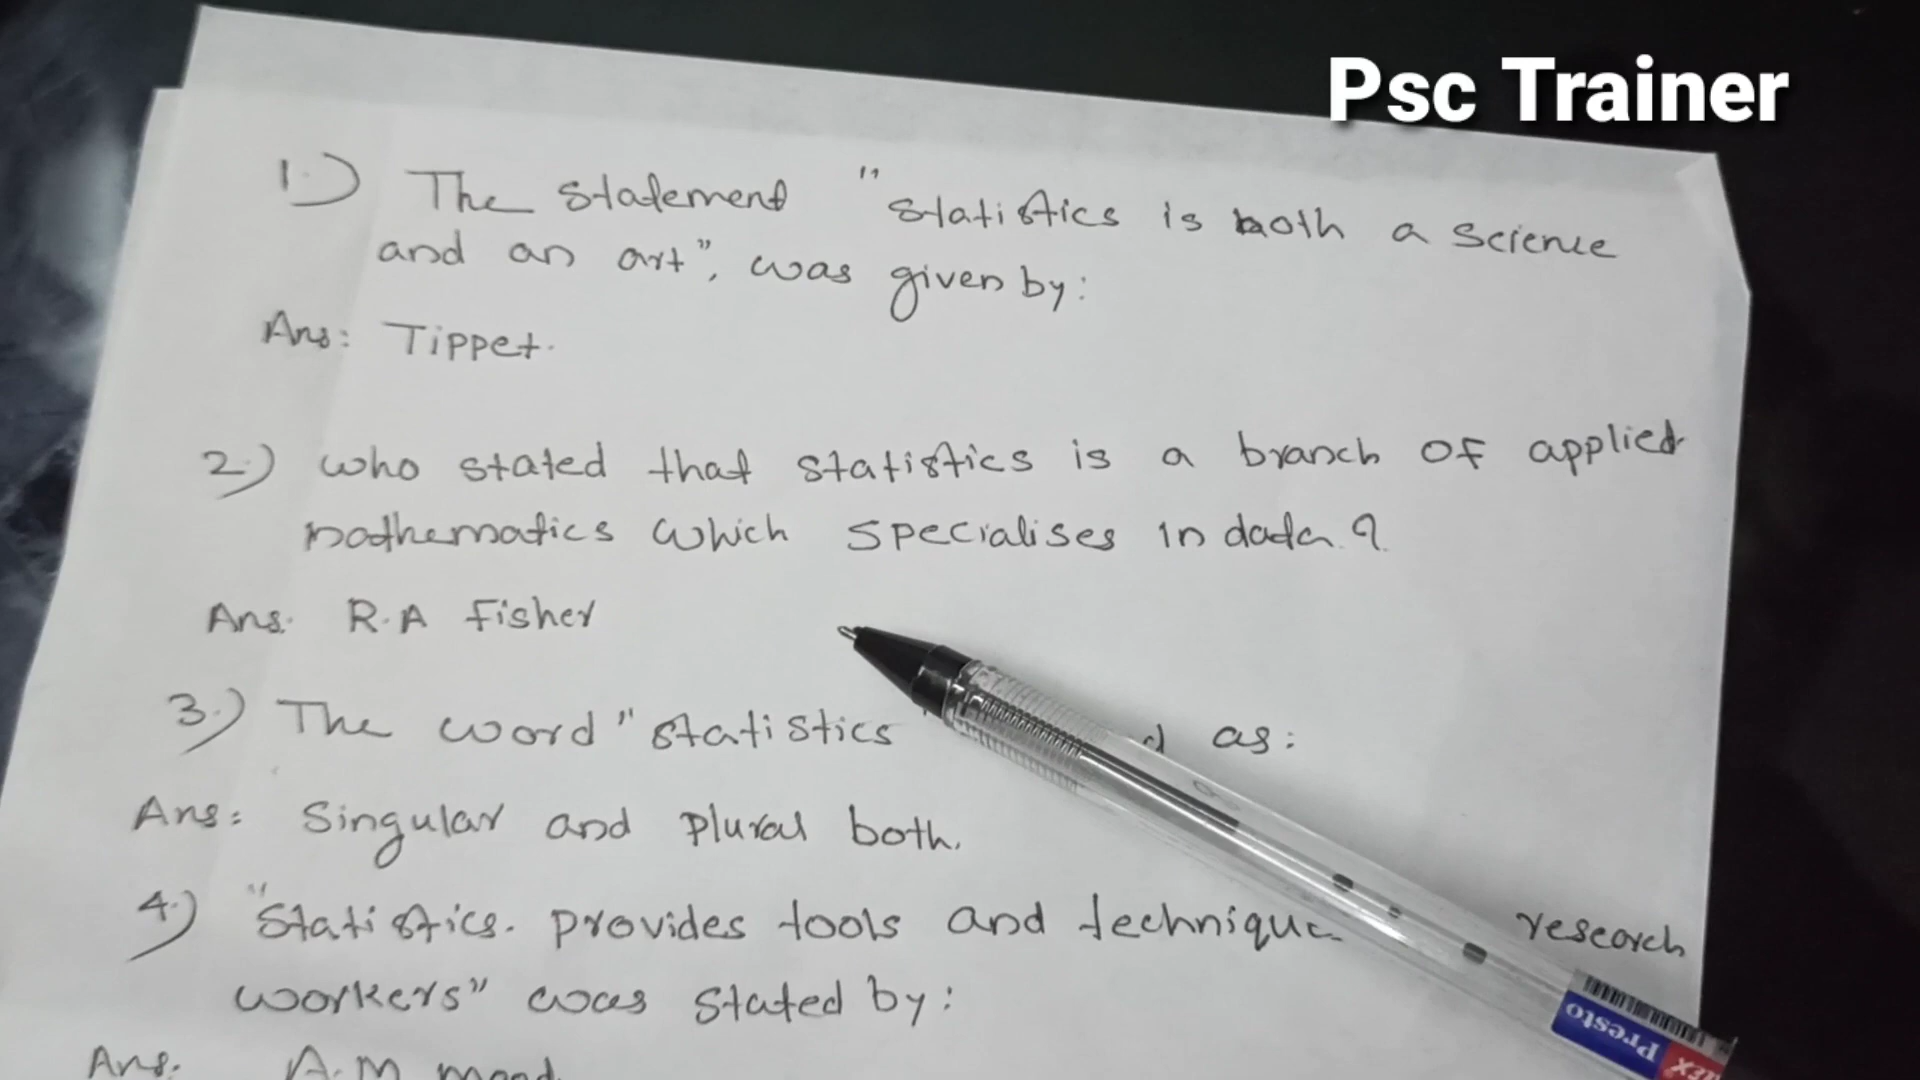 Psc Trainer
1.) The statement "statistics is both a science
and an art", was given by:
Ans: Tippet.
2.) who stated that statistics is a branch of applied
mathematics which specialises in data?
Ans. R.A Fisher
3.) The word "statistics as:
Ans: Singular and plural both.
4.) "Statistics. provides tools and research
workers" was stated by:
Ans. A.M mood
Presto